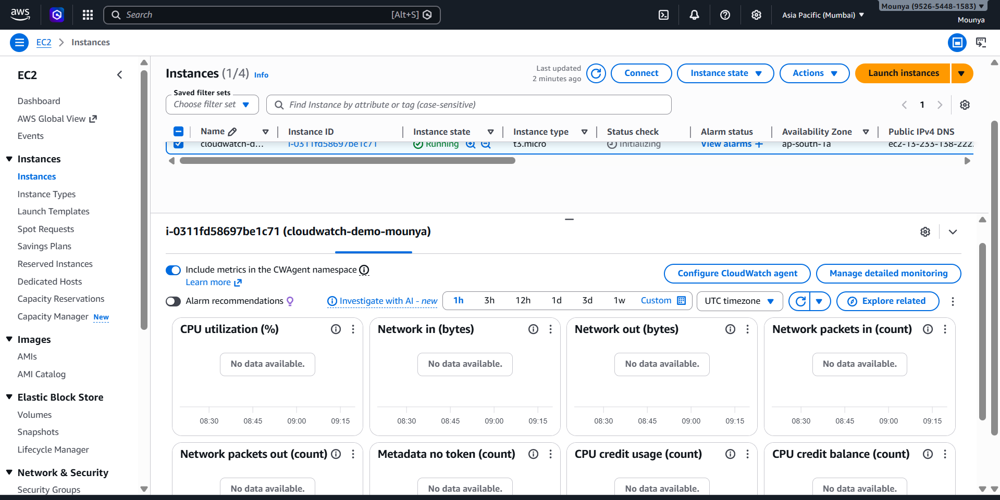 aws
Search
[Alt+S]
Asia Pacific (Mumbai)
Mounya (9526-5448-1583)
Mounya
EC2
Instances
EC2
Dashboard
AWS Global View
Events
Instances
Instances
Instance Types
Launch Templates
Spot Requests
Savings Plans
Reserved Instances
Dedicated Hosts
Capacity Reservations
Capacity Manager New
Images
AMIs
AMI Catalog
Elastic Block Store
Volumes
Snapshots
Lifecycle Manager
Network & Security
Security Groups
Instances (1/4) Info
Last updated
2 minutes ago
Connect
Instance state
Actions
Launch instances
Saved filter sets
Choose filter set
Find Instance by attribute or tag (case-sensitive)
1
Name
Instance ID
Instance state
Instance type
Status check
Alarm status
Availability Zone
Public IPv4 DNS
cloudwatch-d...
i-0311fd58697be1c71
Running
t3.micro
Initializing
View alarms +
ap-south-1a
ec2-13-233-138-222.
i-0311fd58697be1c71 (cloudwatch-demo-mounya)
Include metrics in the CWAgent namespace
Learn more
Configure CloudWatch agent
Manage detailed monitoring
Alarm recommendations
Investigate with AI - new
1h
3h
12h
1d
3d
1w
Custom
UTC timezone
Explore related
CPU utilization (%)
No data available.
08:30 08:45 09:00 09:15
Network in (bytes)
No data available.
08:30 08:45 09:00 09:15
Network out (bytes)
No data available.
08:30 08:45 09:00 09:15
Network packets in (count)
No data available.
08:30 08:45 09:00 09:15
Network packets out (count)
No data available.
Metadata no token (count)
No data available.
CPU credit usage (count)
No data available.
CPU credit balance (count)
No data available.